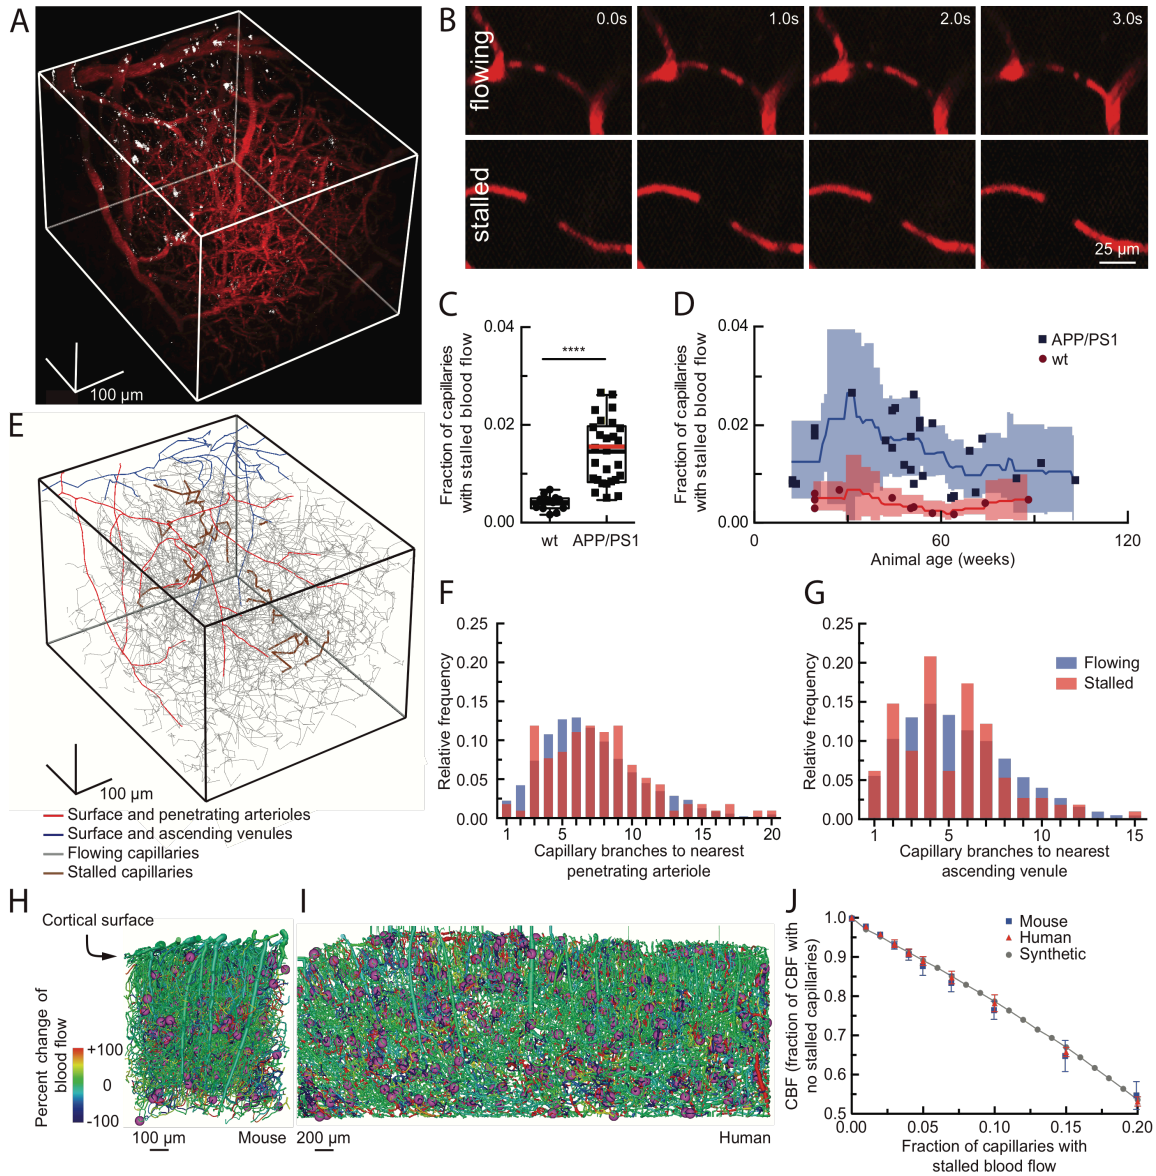 A
100 µm
B
flowing
0.0s
1.0s
2.0s
3.0s
stalled
25 µm
C
Fraction of capillaries
with stalled blood flow
0.04
0.02
0.00
****
wt
APP/PS1
D
Fraction of capillaries
with stalled blood flow
0.04
0.02
0.00
APP/PS1
wt
0
60
120
Animal age (weeks)
E
100 µm
Surface and penetrating arterioles
Surface and ascending venules
Flowing capillaries
Stalled capillaries
F
Relative frequency
0.25
0.20
0.15
0.10
0.05
0.00
1
5
10
15
20
Capillary branches to nearest
penetrating arteriole
G
Relative frequency
0.25
0.20
0.15
0.10
0.05
0.00
Flowing
Stalled
1
5
10
15
Capillary branches to nearest
ascending venule
H
Cortical surface
Percent change of
blood flow
+100
0
-100
100 µm
Mouse
I
200 µm
Human
J
CBF (fraction of CBF with
no stalled capillaries)
1.0
0.9
0.8
0.7
0.6
0.5
Mouse
Human
Synthetic
0.00
0.05
0.10
0.15
0.20
Fraction of capillaries with
stalled blood flow